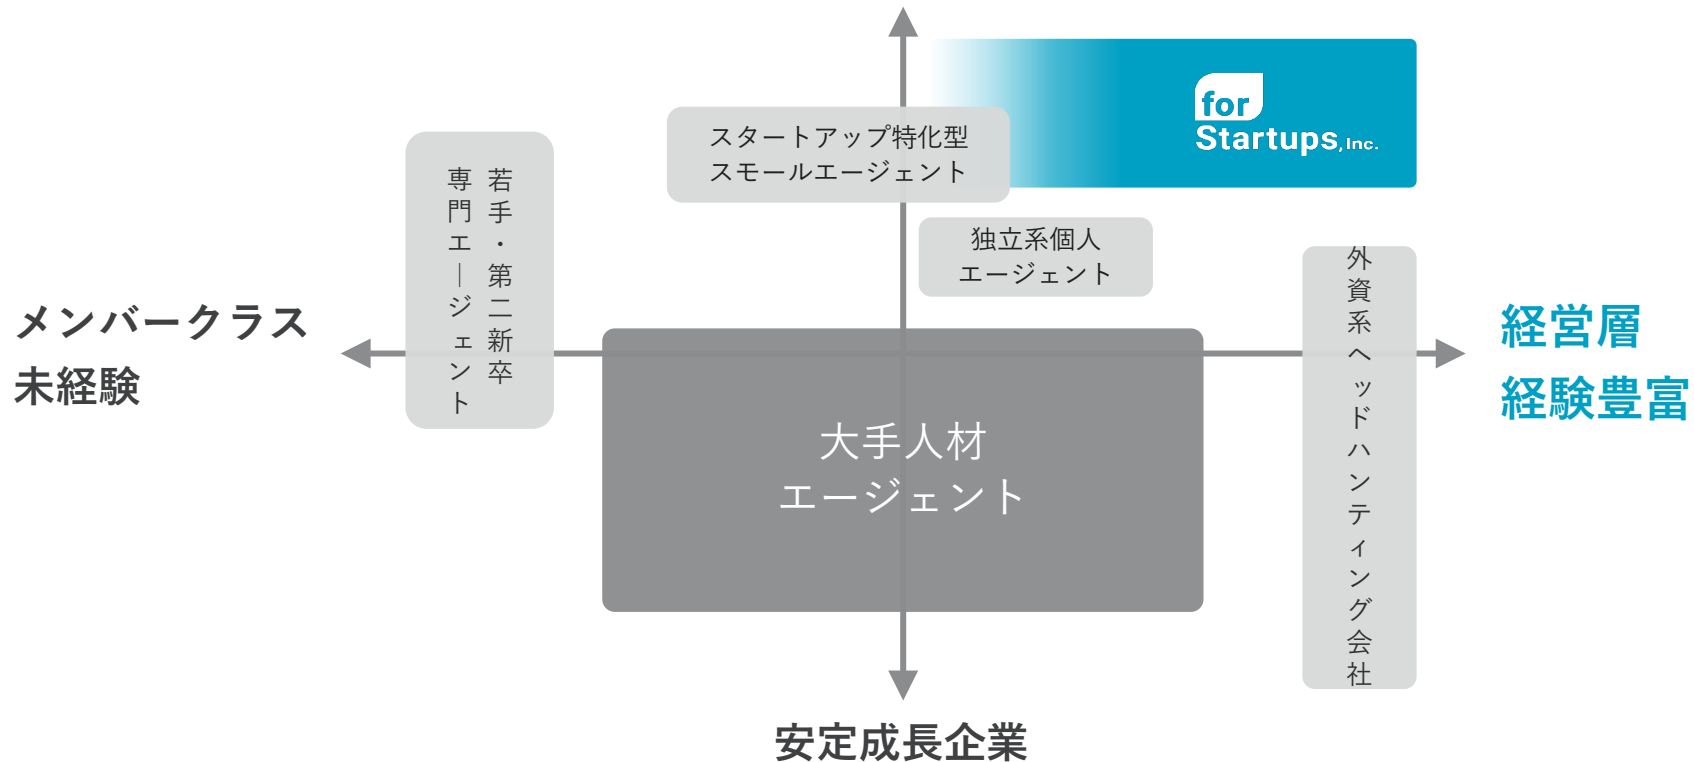 for
Startups, Inc.
スタートアップ特化型
スモールエージェント
若手・第二新卒
専門エージェント
独立系個人
エージェント
外資系ヘッドハンティング会社
メンバークラス
未経験
経営層
経験豊富
大手人材
エージェント
安定成長企業